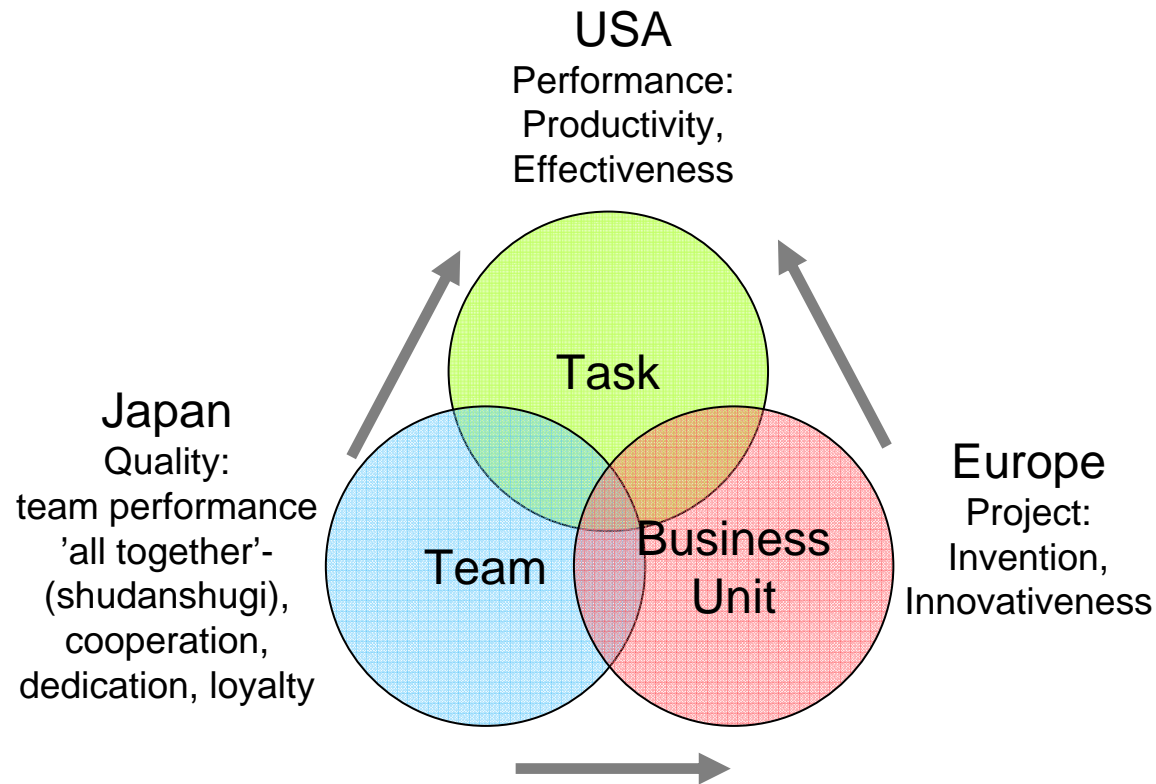 USA
Performance:
Productivity,
Effectiveness
Task
Japan
Quality:
team performance
’all together’-
(shudanshugi),
cooperation,
dedication, loyalty
Team
Business
Unit
Europe
Project:
Invention,
Innovativeness